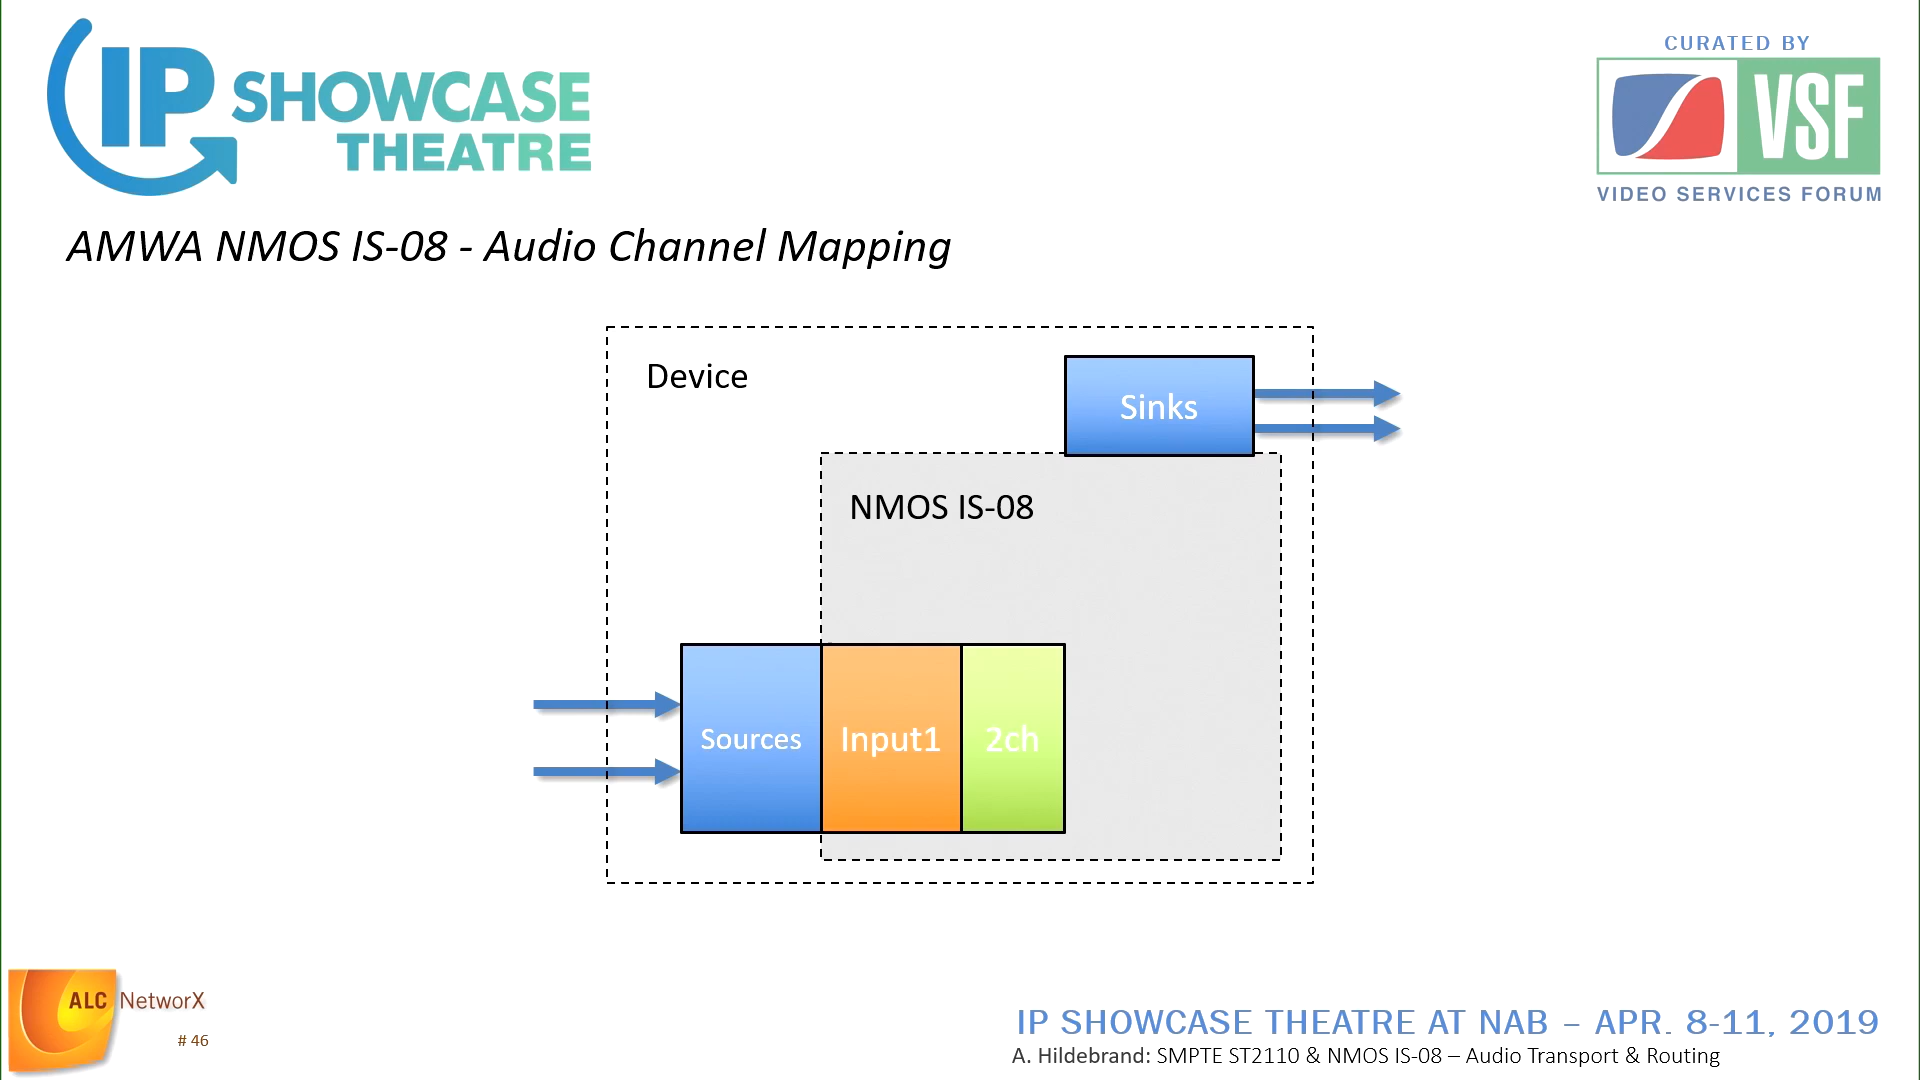 IP SHOWCASE
THEATRE
CURATED BY
VSF
VIDEO SERVICES FORUM
AMWA NMOS IS-08 - Audio Channel Mapping
Device
Sinks
NMOS IS-08
Sources
Input1
2ch
ALC NetworX
# 46
IP SHOWCASE THEATRE AT NAB – APR. 8-11, 2019
A. Hildebrand: SMPTE ST2110 & NMOS IS-08 – Audio Transport & Routing